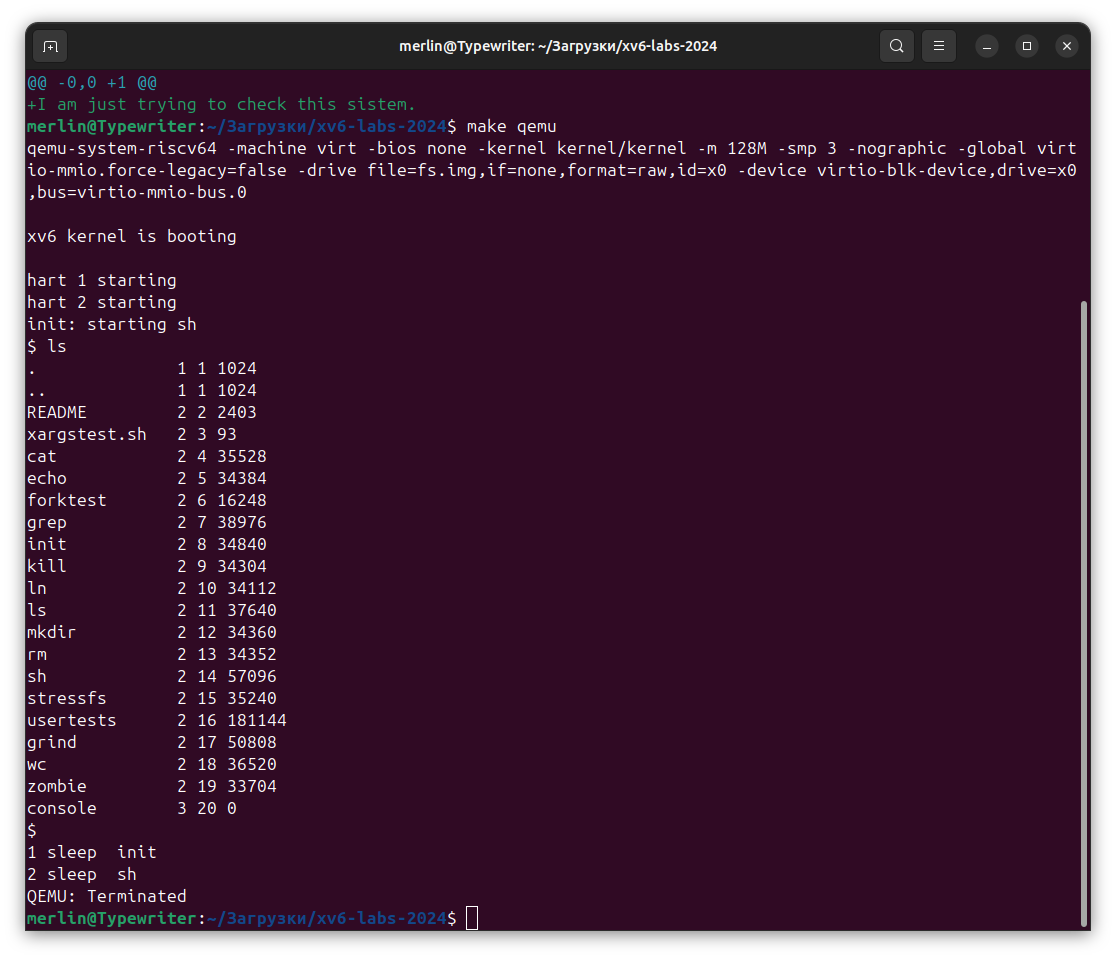 merlin@Typewriter: ~/Загрузки/xv6-labs-2024
@@ -0,0 +1 @@
+I am just trying to check this sistem.
merlin@Typewriter:~/Загрузки/xv6-labs-2024$ make qemu
qemu-system-riscv64 -machine virt -bios none -kernel kernel/kernel -m 128M -smp 3 -nographic -global virt
io-mmio.force-legacy=false -drive file=fs.img,if=none,format=raw,id=x0 -device virtio-blk-device,drive=x0
,bus=virtio-mmio-bus.0
xv6 kernel is booting
hart 1 starting
hart 2 starting
init: starting sh
$ ls
.              1 1 1024
..             1 1 1024
README         2 2 2403
xargstest.sh   2 3 93
cat            2 4 35528
echo           2 5 34384
forktest       2 6 16248
grep           2 7 38976
init           2 8 34840
kill           2 9 34304
ln             2 10 34112
ls             2 11 37640
mkdir          2 12 34360
rm             2 13 34352
sh             2 14 57096
stressfs       2 15 35240
usertests      2 16 181144
grind          2 17 50808
wc             2 18 36520
zombie         2 19 33704
console        3 20 0
$
1 sleep  init
2 sleep  sh
QEMU: Terminated
merlin@Typewriter:~/Загрузки/xv6-labs-2024$